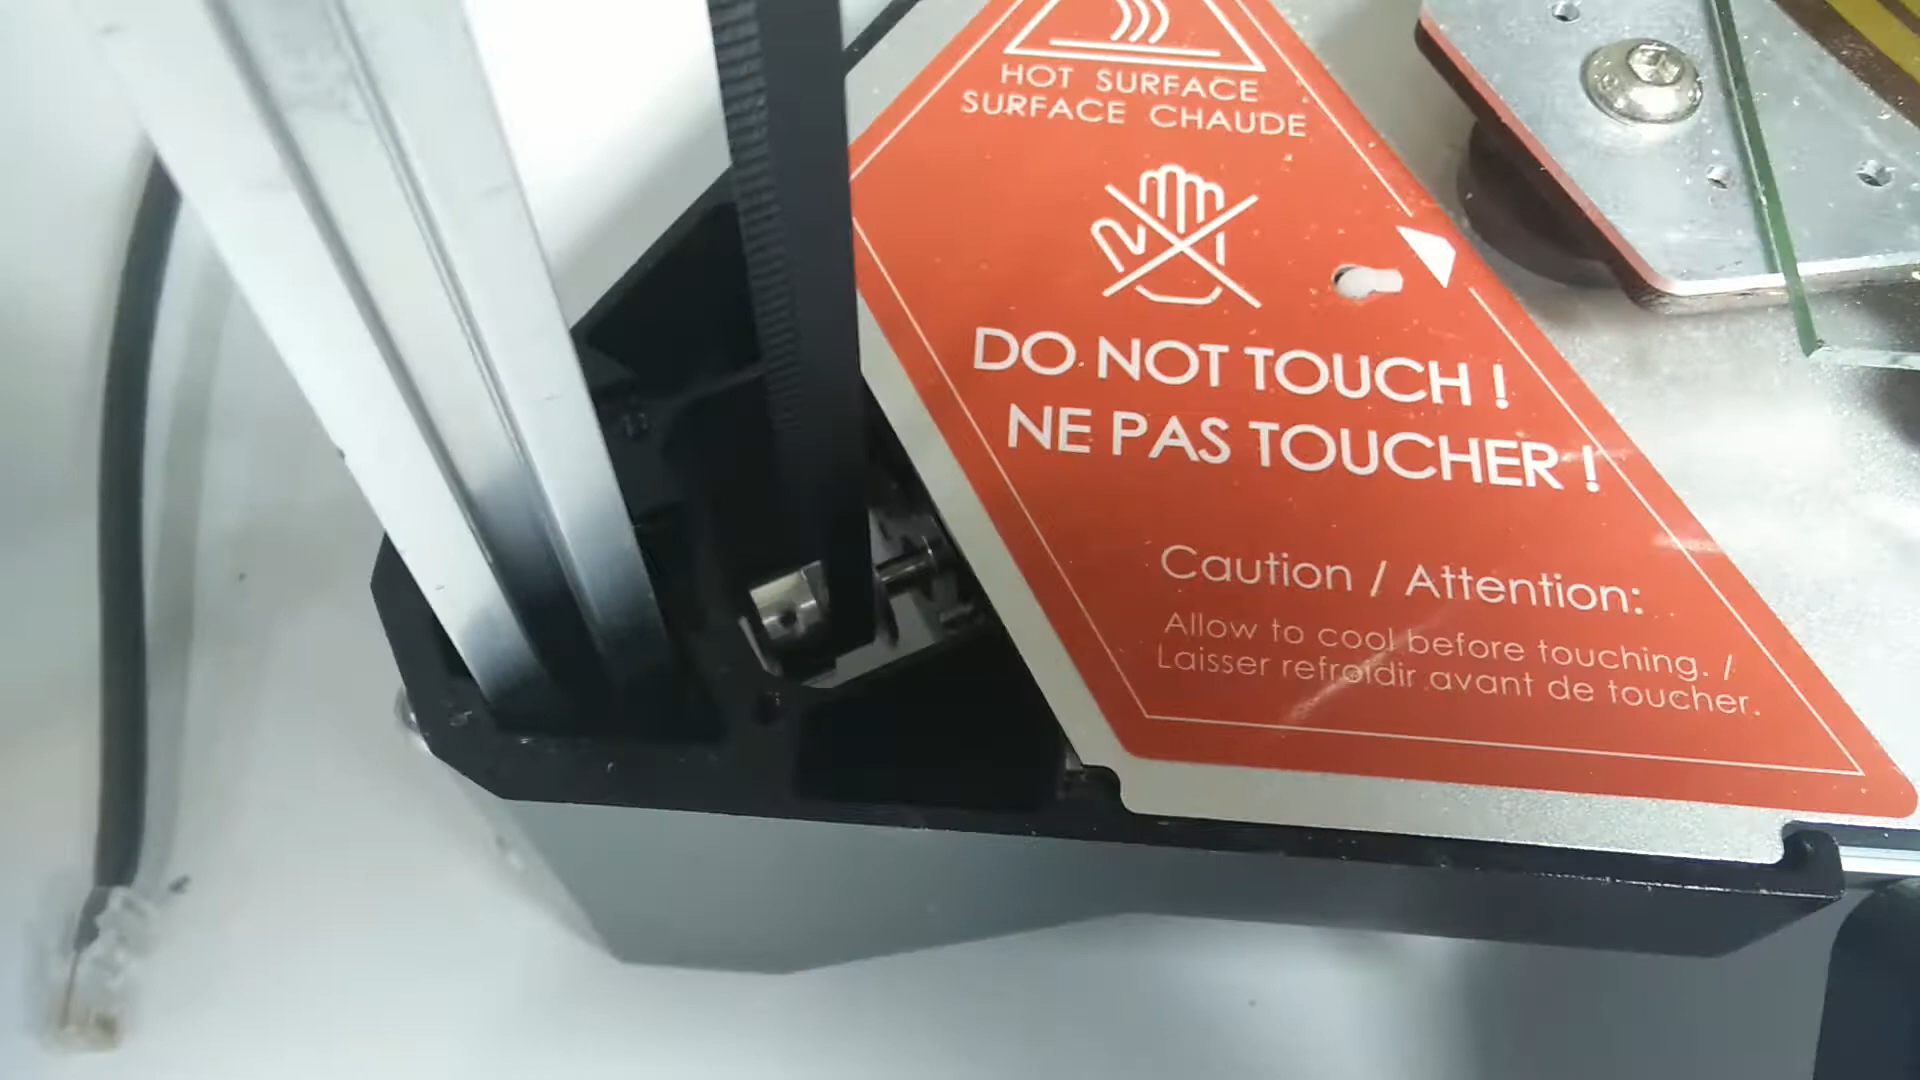 HOT SURFACE
SURFACE CHAUDE
DO NOT TOUCH !
NE PAS TOUCHER !
Caution / Attention:
Allow to cool before touching. /
Laisser refroidir avant de toucher.